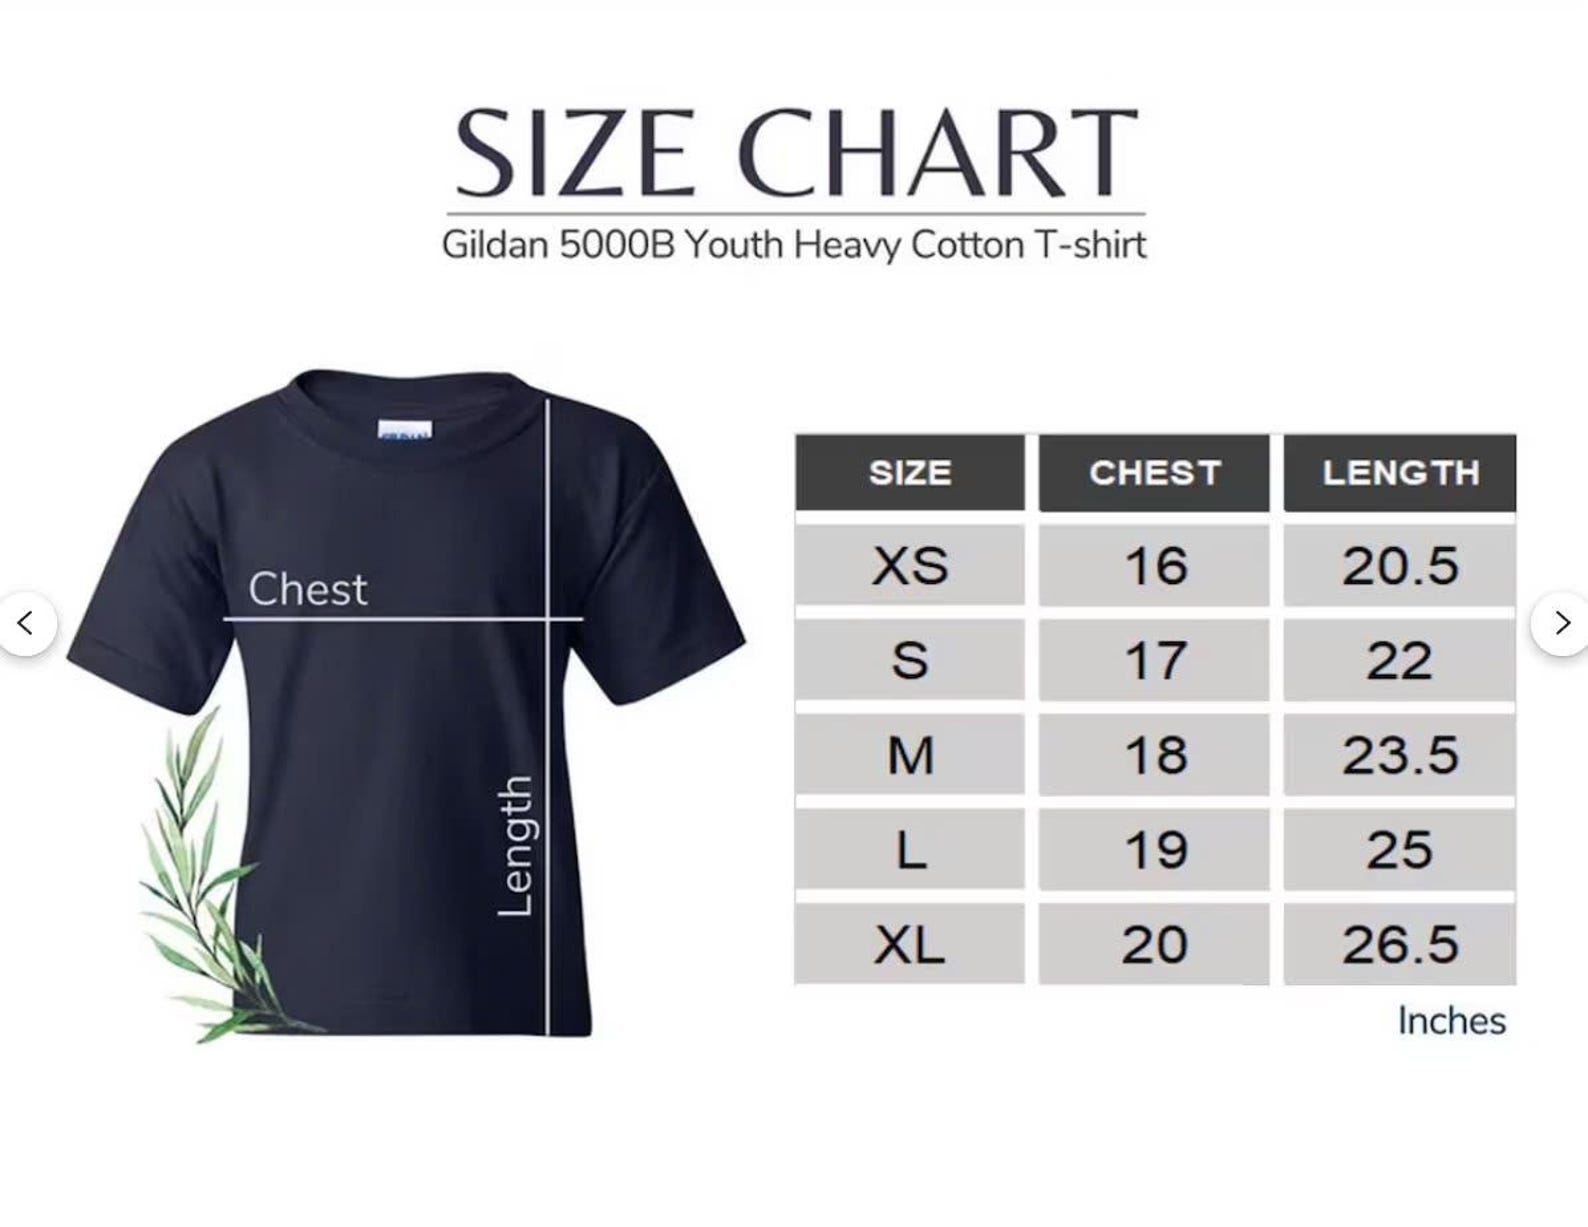 SIZE CHART
Gildan 5000B Youth Heavy Cotton T-shirt
Chest
Length
SIZE CHEST LENGTH
XS 16 20.5
S 17 22
M 18 23.5
L 19 25
XL 20 26.5
Inches